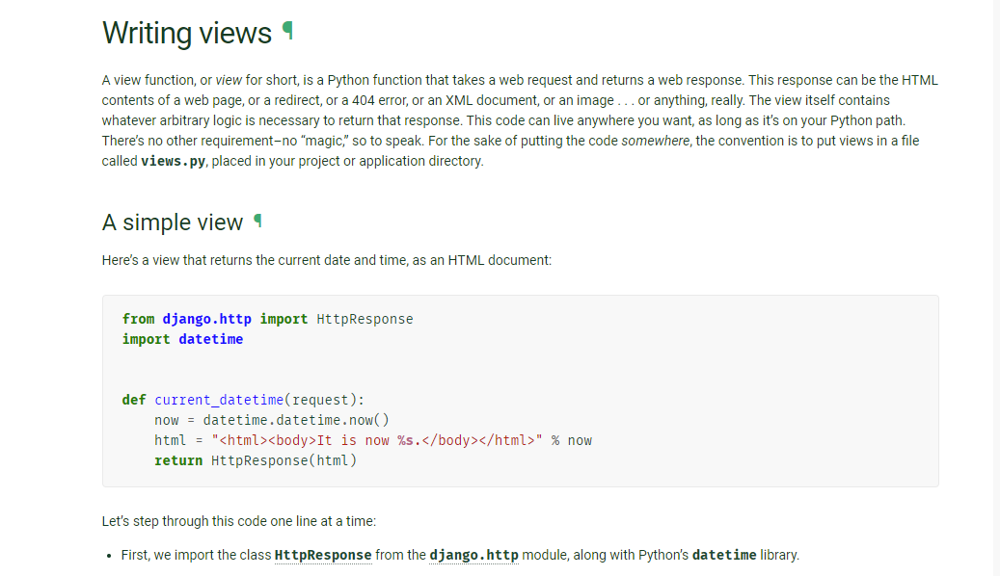 Writing views ¶
A view function, or view for short, is a Python function that takes a web request and returns a web response. This response can be the HTML
contents of a web page, or a redirect, or a 404 error, or an XML document, or an image . . . or anything, really. The view itself contains
whatever arbitrary logic is necessary to return that response. This code can live anywhere you want, as long as it’s on your Python path.
There’s no other requirement–no “magic,” so to speak. For the sake of putting the code somewhere, the convention is to put views in a file
called views.py, placed in your project or application directory.
A simple view ¶
Here’s a view that returns the current date and time, as an HTML document:
from django.http import HttpResponse
import datetime
def current_datetime(request):
    now = datetime.datetime.now()
    html = "<html><body>It is now %s.</body></html>" % now
    return HttpResponse(html)
Let’s step through this code one line at a time:
• First, we import the class HttpResponse from the django.http module, along with Python’s datetime library.